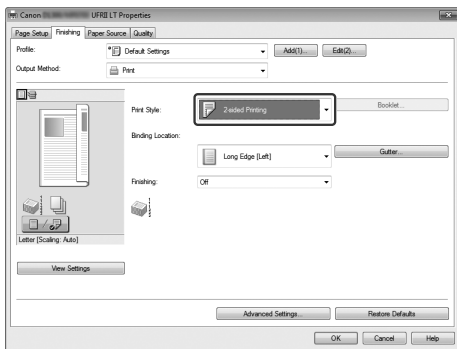 Canon UFRII LT Properties
Page Setup Finishing Paper Source Quality
Profile: Default Settings Add(1)... Edit(2)...
Output Method: Print
Print Style: 2-sided Printing Booklet...
Binding Location:
Long Edge [Left] Gutter...
Finishing: Off
Letter [Scaling: Auto]
View Settings
Advanced Settings... Restore Defaults
OK Cancel Help